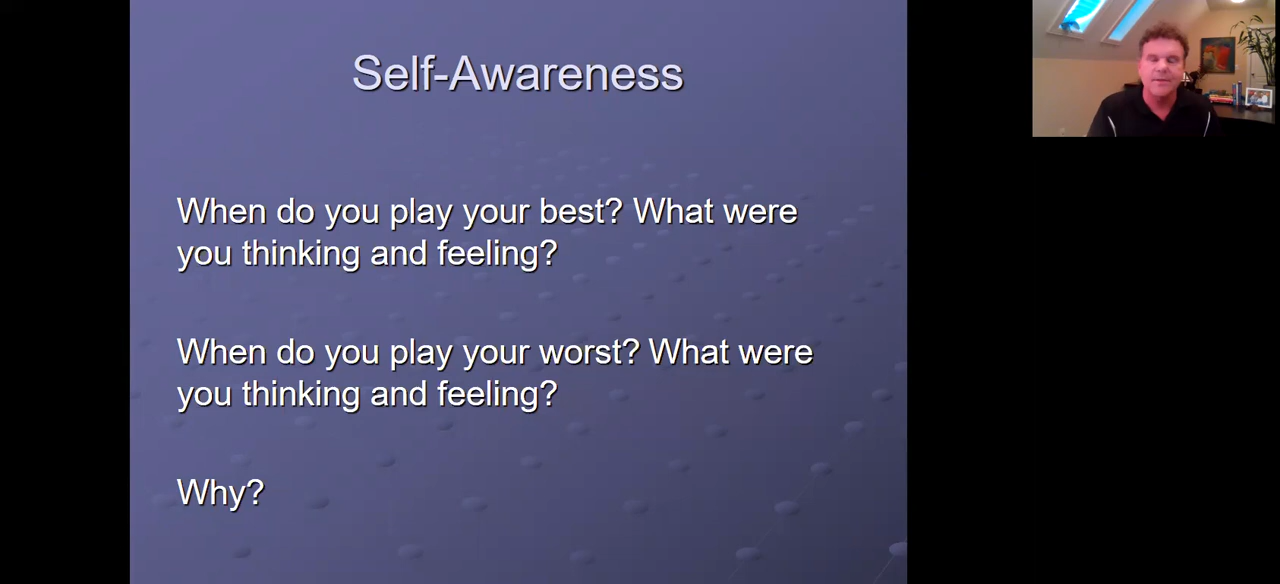 Self-Awareness
When do you play your best? What were
you thinking and feeling?
When do you play your worst? What were
you thinking and feeling?
Why?